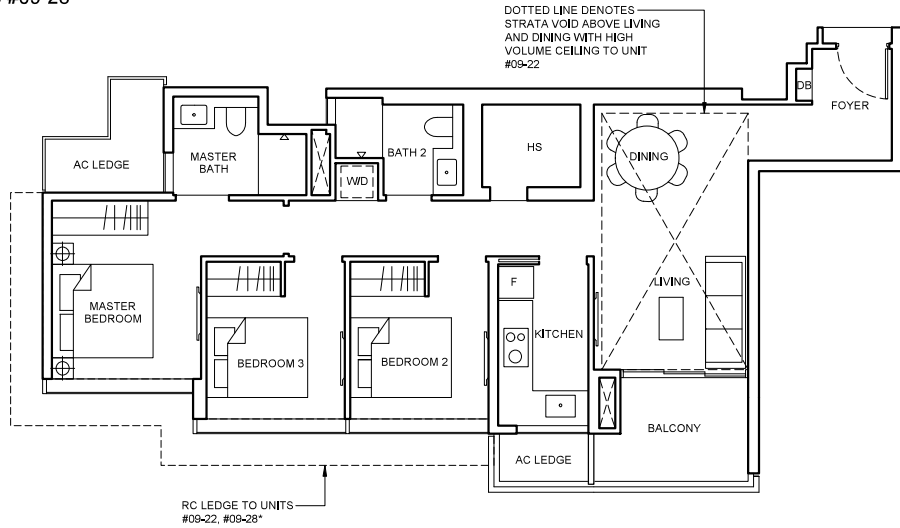 #09-28
DOTTED LINE DENOTES
STRATA VOID ABOVE LIVING
AND DINING WITH HIGH
VOLUME CEILING TO UNIT
#09-22
DB
FOYER
AC LEDGE
MASTER
BATH
BATH 2
HS
DINING
W/D
MASTER
BEDROOM
BEDROOM 3
BEDROOM 2
F
KITCHEN
LIVING
BALCONY
AC LEDGE
RC LEDGE TO UNITS
#09-22, #09-28*